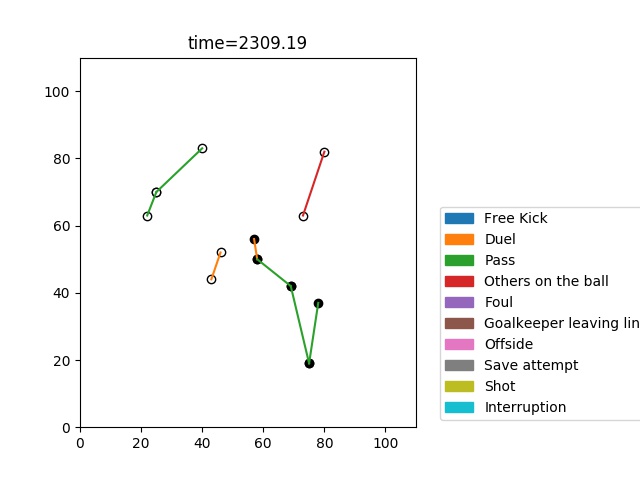 time=2309.19
100
80
60
40
20
0
0 20 40 60 80 100
Free Kick
Duel
Pass
Others on the ball
Foul
Goalkeeper leaving lin
Offside
Save attempt
Shot
Interruption